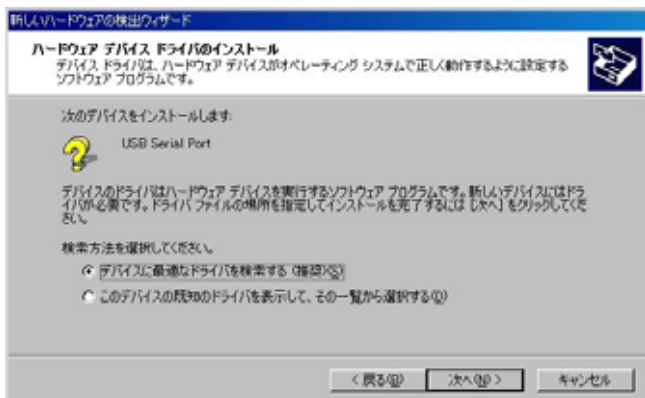 新しいハードウェアの検出ウィザード
ハードウェア デバイス ドライバのインストール
デバイス ドライバは、ハードウェア デバイスがオペレーティング システムで正しく動作するように設定する
ソフトウェア プログラムです。
次のデバイスをインストールします:
USB Serial Port
デバイスのドライバはハードウェア デバイスを実行するソフトウェア プログラムです。新しいデバイスにはドラ
イバが必要です。ドライバ ファイルの場所を指定してインストールを完了するには [次へ] をクリックしてくだ
さい。
検索方法を選択してください。
デバイスに最適なドライバを検索する (推奨)(S)
このデバイスの既知のドライバを表示して、その一覧から選択する(D)
< 戻る(B)
次へ(N) >
キャンセル